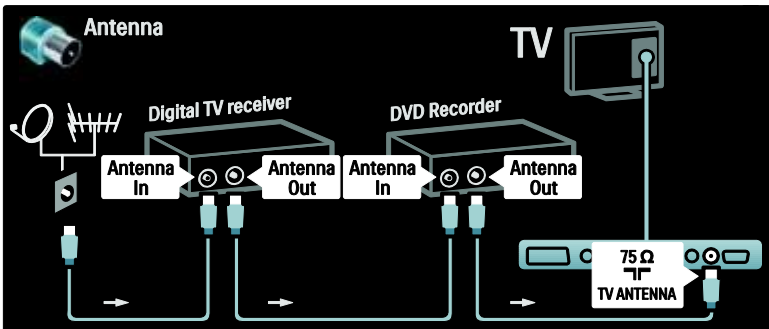 Antenna
TV
Digital TV receiver
DVD Recorder
Antenna
In
Antenna
Out
Antenna
In
Antenna
Out
75 Ω
TV ANTENNA